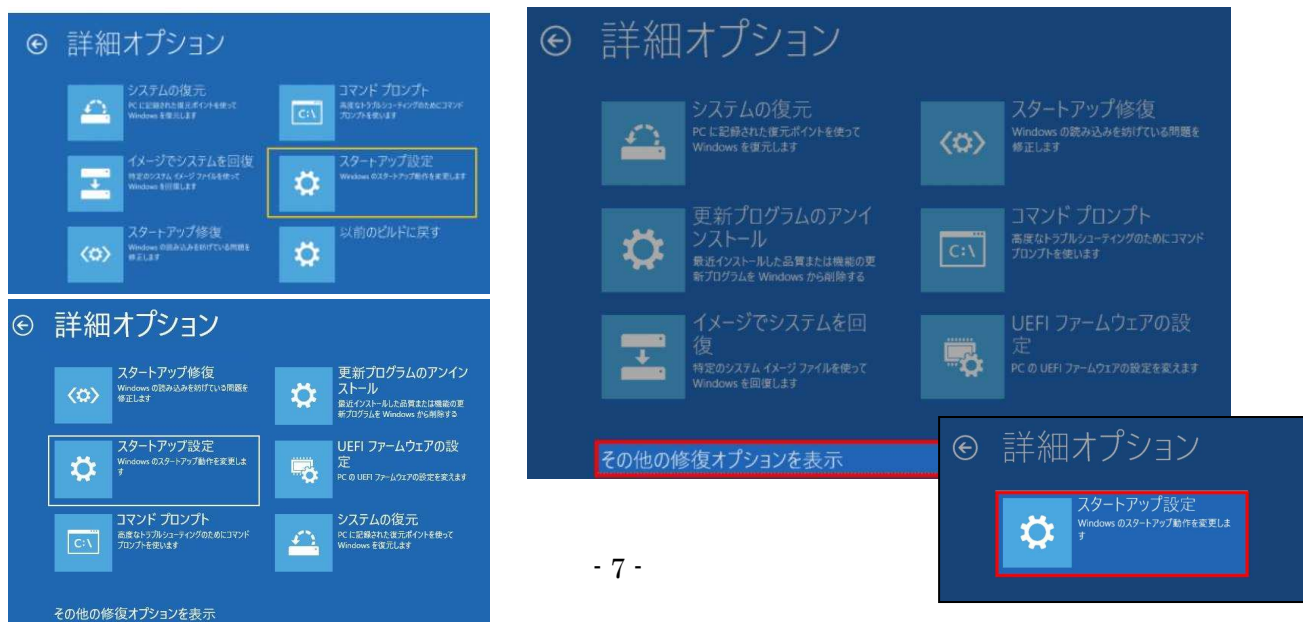 詳細オプション
システムの復元
PC に記録された復元ポイントを使って
Windows を復元します
コマンド プロンプト
高度なトラブルシューティングのためにコマンド
プロンプトを使います
C:\
イメージでシステムを回復
特定のシステム イメージ ファイルを使って
Windows を回復します
スタートアップ設定
Windows のスタートアップ動作を変更します
スタートアップ修復
Windows の読み込みを妨げている問題を
修正します
以前のビルドに戻す
詳細オプション
スタートアップ修復
Windows の読み込みを妨げている問題を
修正します
更新プログラムのアンイン
ストール
最近インストールした品質または機能の更
新プログラムを Windows から削除する
スタートアップ設定
Windows のスタートアップ動作を変更しま
す
UEFI ファームウェアの設
定
PC の UEFI ファームウェアの設定を変えます
コマンド プロンプト
高度なトラブルシューティングのためにコマンド
プロンプトを使います
C:\
システムの復元
PC に記録された復元ポイントを使って
Windows を復元します
その他の修復オプションを表示
詳細オプション
システムの復元
PC に記録された復元ポイントを使って
Windows を復元します
スタートアップ修復
Windows の読み込みを妨げている問題を
修正します
更新プログラムのアンイ
ンストール
最近インストールした品質または機能の更
新プログラムを Windows から削除する
コマンド プロンプト
高度なトラブルシューティングのためにコマンド
プロンプトを使います
C:\
イメージでシステムを回
復
特定のシステム イメージ ファイルを使って
Windows を回復します
UEFI ファームウェアの設
定
PC の UEFI ファームウェアの設定を変えます
その他の修復オプションを表示
詳細オプション
スタートアップ設定
Windows のスタートアップ動作を変更しま
す
- 7 -